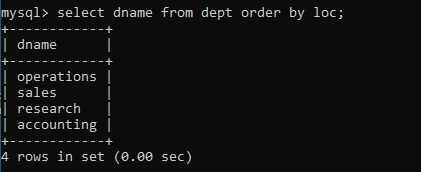 mysql> select dname from dept order by loc;
+------------+
| dname      |
+------------+
| operations |
| sales      |
| research   |
| accounting |
+------------+
4 rows in set (0.00 sec)